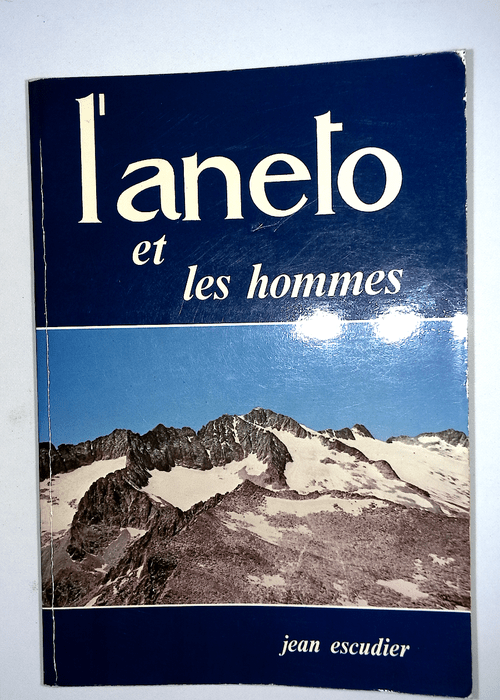 l'aneto
et
les hommes
jean escudier